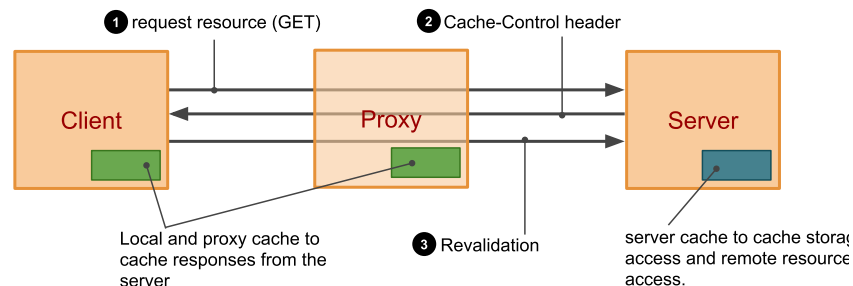 1 request resource (GET)
2 Cache-Control header
Client
Proxy
Server
Local and proxy cache to
cache responses from the
server
3 Revalidation
server cache to cache
access and remote resource
access.